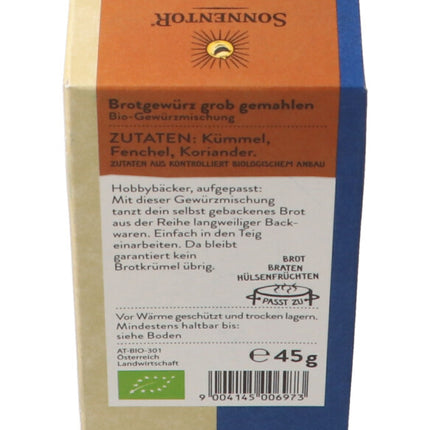 SONNENTOR
Brotgewürz grob gemahlen
Bio-Gewürzmischung
ZUTATEN: Kümmel,
Fenchel, Koriander.
ZUTATEN AUS KONTROLLIERT BIOLOGISCHEM ANBAU
Hobbybäcker, aufgepasst:
Mit dieser Gewürzmischung
tanzt dein selbst gebackenes Brot
aus der Reihe langweiliger Back-
waren. Einfach in den Teig
einarbeiten. Da bleibt
garantiert kein
Brotkrümel übrig.
BROT
BRATEN
HÜLSENFRÜCHTEN
PASST ZU
Vor Wärme geschützt und trocken lagern.
Mindestens haltbar bis:
siehe Boden
AT-BIO-301
Österreich
Landwirtschaft
℮ 45g
9 004145 006973